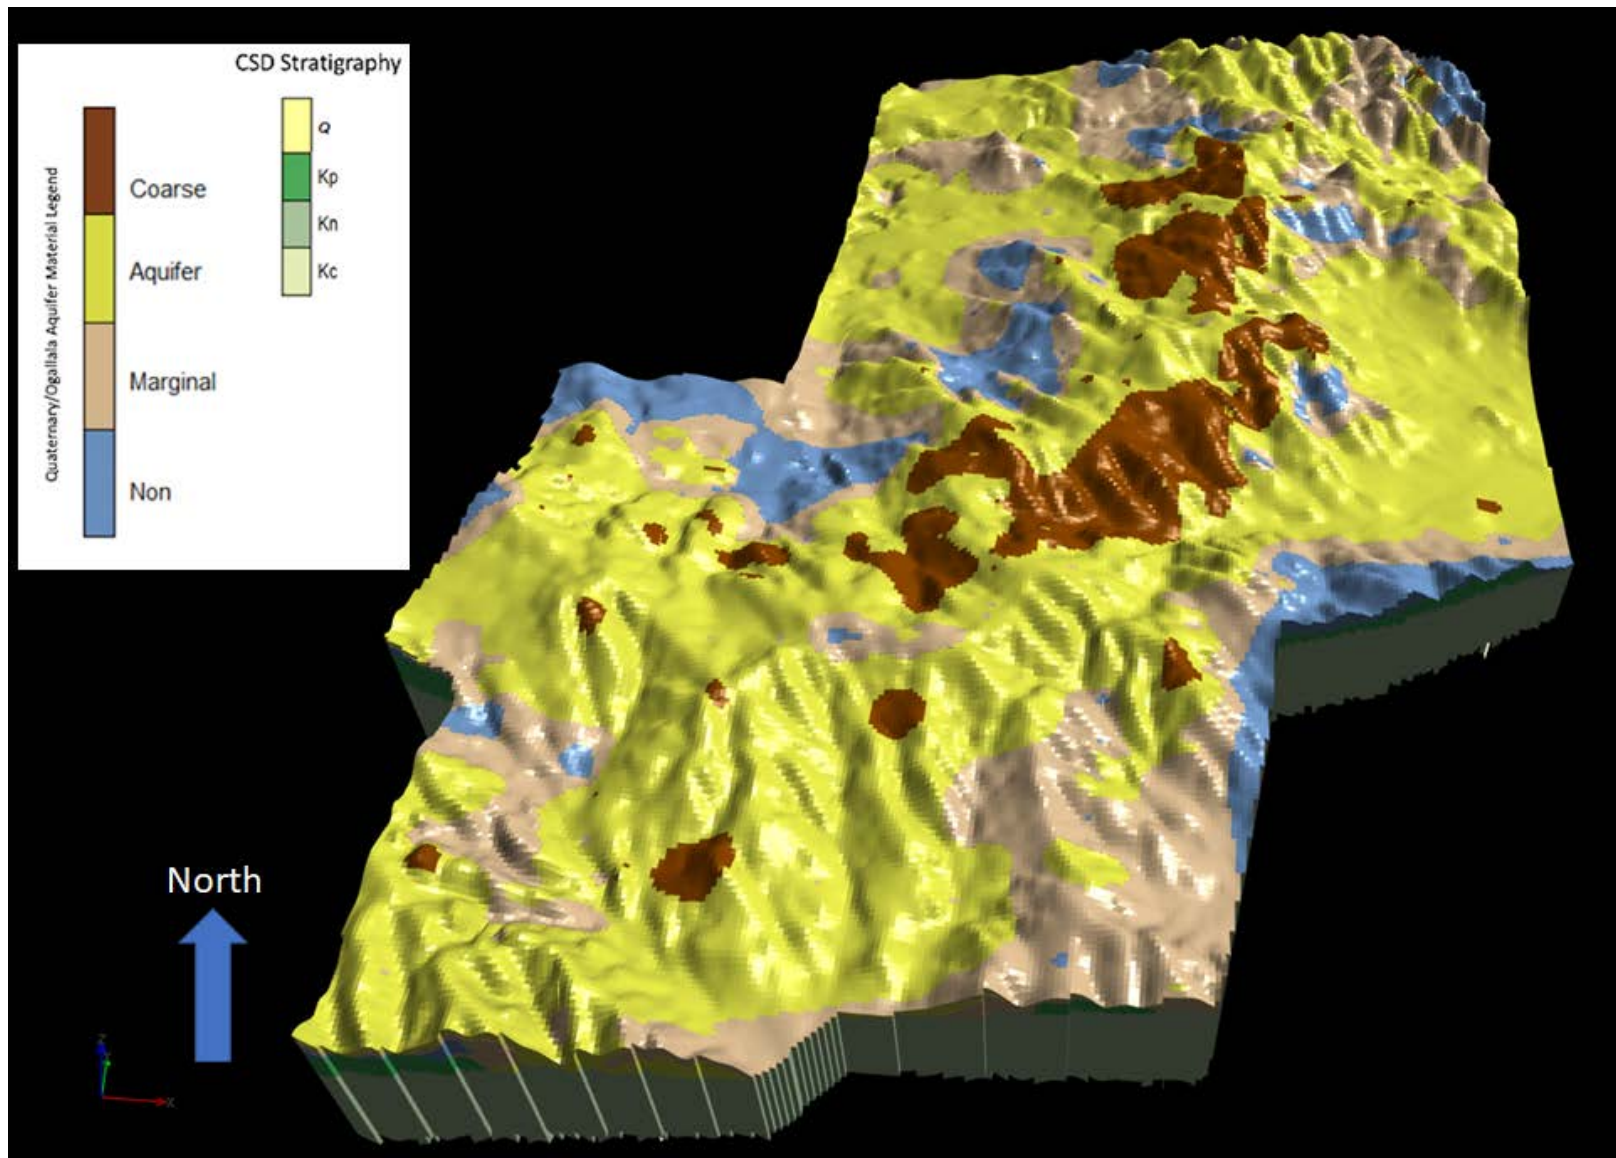 CSD Stratigraphy
Quaternary/Ogallala Aquifer Material Legend
Coarse
Aquifer
Marginal
Non
Q
Kp
Kn
Kc
North
Z
X